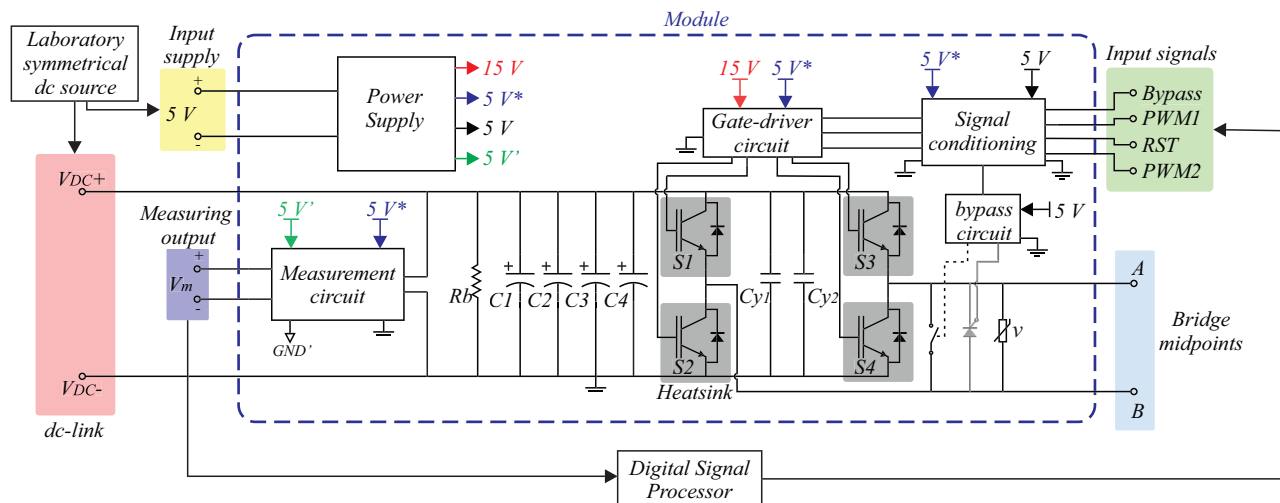 Laboratory
symmetrical
dc source
Input
supply
+
5 V
-
Module
Power
Supply
15 V
5 V*
5 V
5 V'
15 V
5 V*
Gate-driver
circuit
5 V*
5 V
Signal
conditioning
Input signals
Bypass
PWM1
RST
PWM2
bypass
circuit
5 V
VDC+
VDC-
dc-link
Measuring
output
+
Vm
-
5 V'
5 V*
Measurement
circuit
GND'
Rb
+
C1
+
C2
+
C3
+
C4
S1
S2
Heatsink
Cy1
Cy2
S3
S4
v
A
Bridge
midpoints
B
Digital Signal
Processor